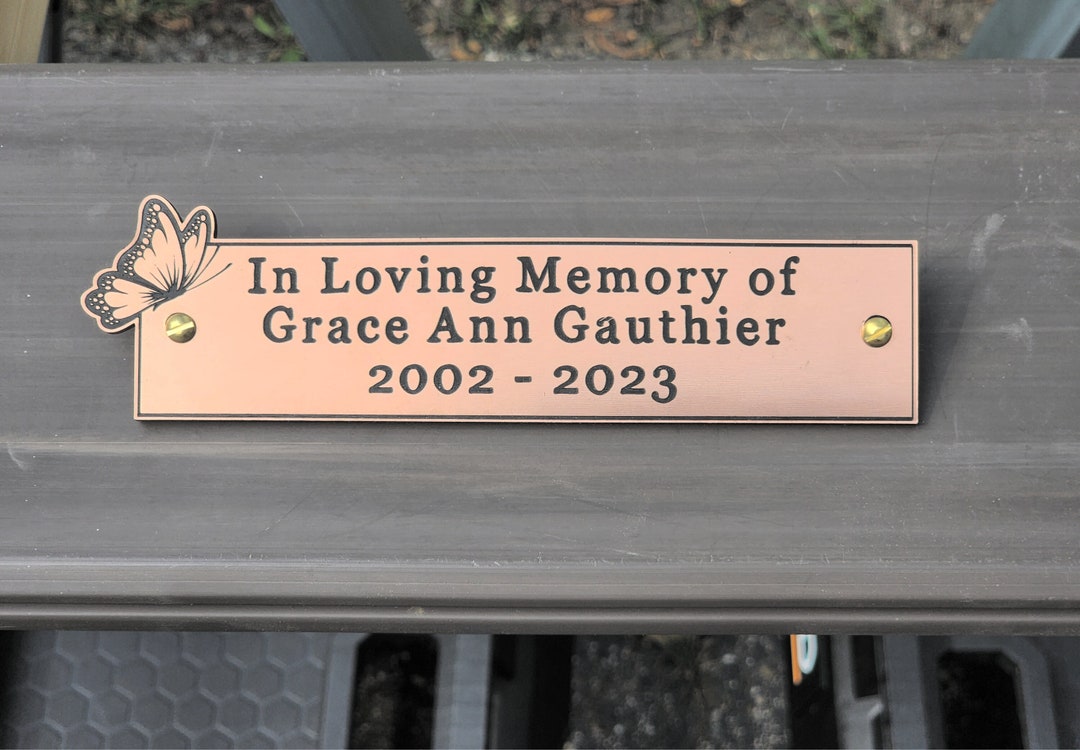 In Loving Memory of
Grace Ann Gauthier
2002 - 2023